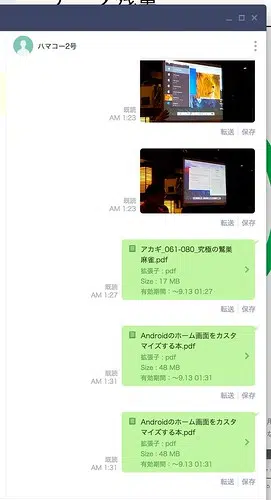 ハマコー2号
既読
AM 1:23
転送 保存
既読
AM 1:23
転送 保存
アカギ_061-080_究極の鷲巣
麻雀.pdf
拡張子 : pdf
Size : 17 MB
有効期間 : ～9.13 01:27
既読
AM 1:27
転送 保存
Androidのホーム画面をカスタ
マイズする本.pdf
拡張子 : pdf
Size : 48 MB
有効期間 : ～9.13 01:31
既読
AM 1:31
転送 保存
Androidのホーム画面をカスタ
マイズする本.pdf
拡張子 : pdf
Size : 48 MB
有効期間 : ～9.13 01:31
既読
AM 1:31
転送 保存